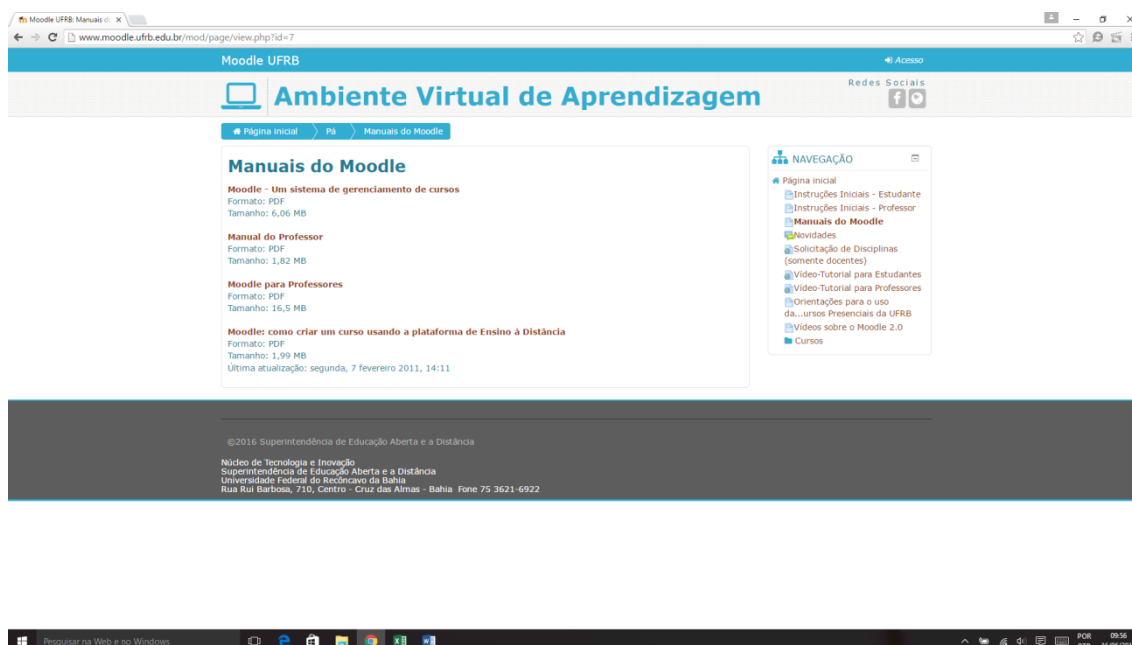 Moodle UFRB: Manuais d
www.moodle.ufrb.edu.br/mod/page/view.php?id=7
Moodle UFRB
Acesso
Ambiente Virtual de Aprendizagem
Redes Sociais
Página inicial
Pá
Manuais do Moodle
Manuais do Moodle
Moodle - Um sistema de gerenciamento de cursos
Formato: PDF
Tamanho: 6,06 MB
Manual do Professor
Formato: PDF
Tamanho: 1,82 MB
Moodle para Professores
Formato: PDF
Tamanho: 16,5 MB
Moodle: como criar um curso usando a plataforma de Ensino à Distância
Formato: PDF
Tamanho: 1,99 MB
Última atualização: segunda, 7 fevereiro 2011, 14:11
NAVEGAÇÃO
Página inicial
Instruções Iniciais - Estudante
Instruções Iniciais - Professor
Manuais do Moodle
Novidades
Solicitação de Disciplinas
(somente docentes)
Vídeo-Tutorial para Estudantes
Vídeo-Tutorial para Professores
Orientações para o uso
da...ursos Presenciais da UFRB
Vídeos sobre o Moodle 2.0
Cursos
©2016 Superintendência de Educação Aberta e a Distância
Núcleo de Tecnologia e Inovação
Superintendência de Educação Aberta e a Distância
Universidade Federal do Recôncavo da Bahia
Rua Rui Barbosa, 710, Centro - Cruz das Almas - Bahia Fone 75 3621-6922
Pesquisar na Web e no Windows
POR
09:56